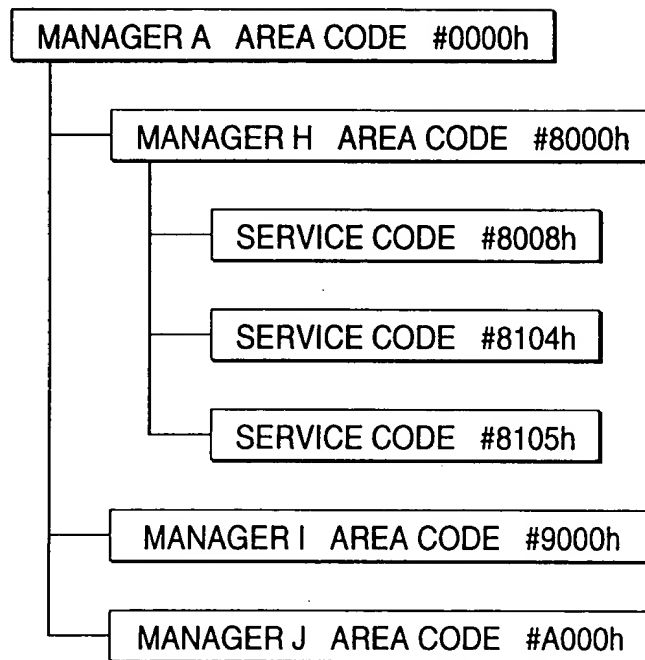 MANAGER A AREA CODE #0000h
MANAGER H AREA CODE #8000h
SERVICE CODE #8008h
SERVICE CODE #8104h
SERVICE CODE #8105h
MANAGER I AREA CODE #9000h
MANAGER J AREA CODE #A000h